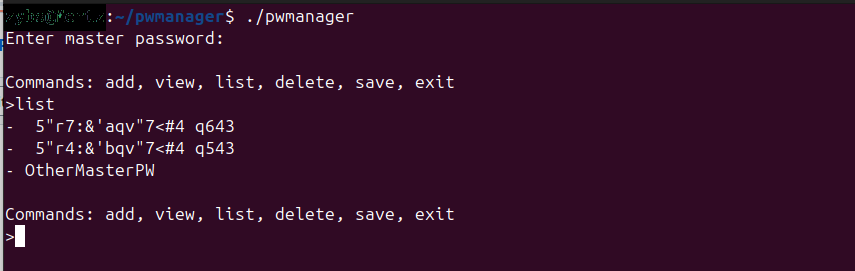 :~/pwmanager$ ./pwmanager
Enter master password:
Commands: add, view, list, delete, save, exit
>list
-  5"r7:&'aqv"7<#4 q643
-  5"r4:&'bqv"7<#4 q543
- OtherMasterPW
Commands: add, view, list, delete, save, exit
>